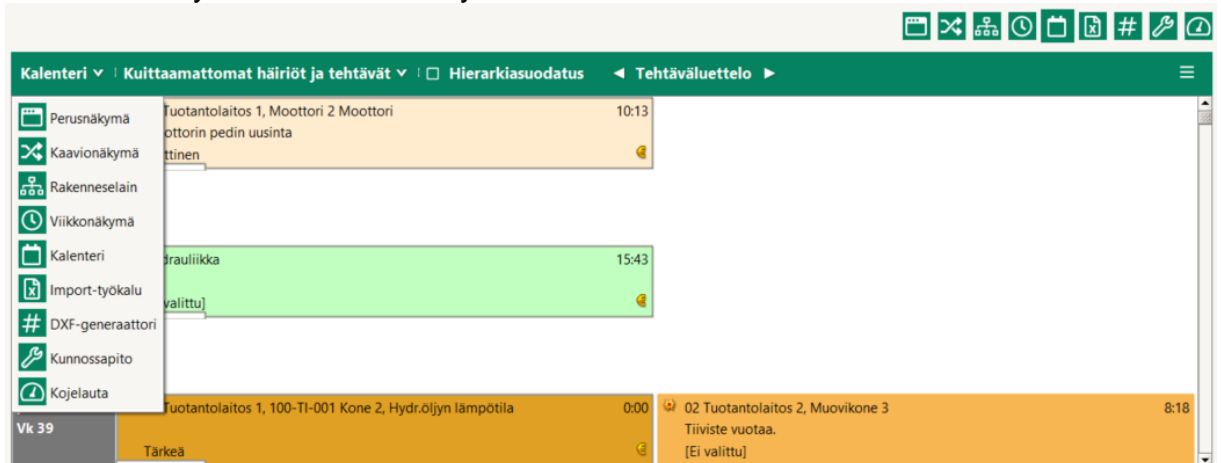 Kalenteri Kuittaamattomat häiriöt ja tehtävät Hierarkiasuodatus Tehtäväluettelo
Perusnäkymä
Kaavionäkymä
Rakenneselain
Viikkonäkymä
Kalenteri
Import-työkalu
DXF-generaattori
Kunnossapito
Kojelauta
Tuotantolaitos 1, Moottori 2 Moottori 10:13
ottorin pedin uusinta
ttinen
drauliikka 15:43
valittu]
Tuotantolaitos 1, 100-TI-001 Kone 2, Hydr.öljyn lämpötila 0:00
Vk 39
Tärkeä
02 Tuotantolaitos 2, Muovikone 3 8:18
Tiiviste vuotaa.
[Ei valittu]